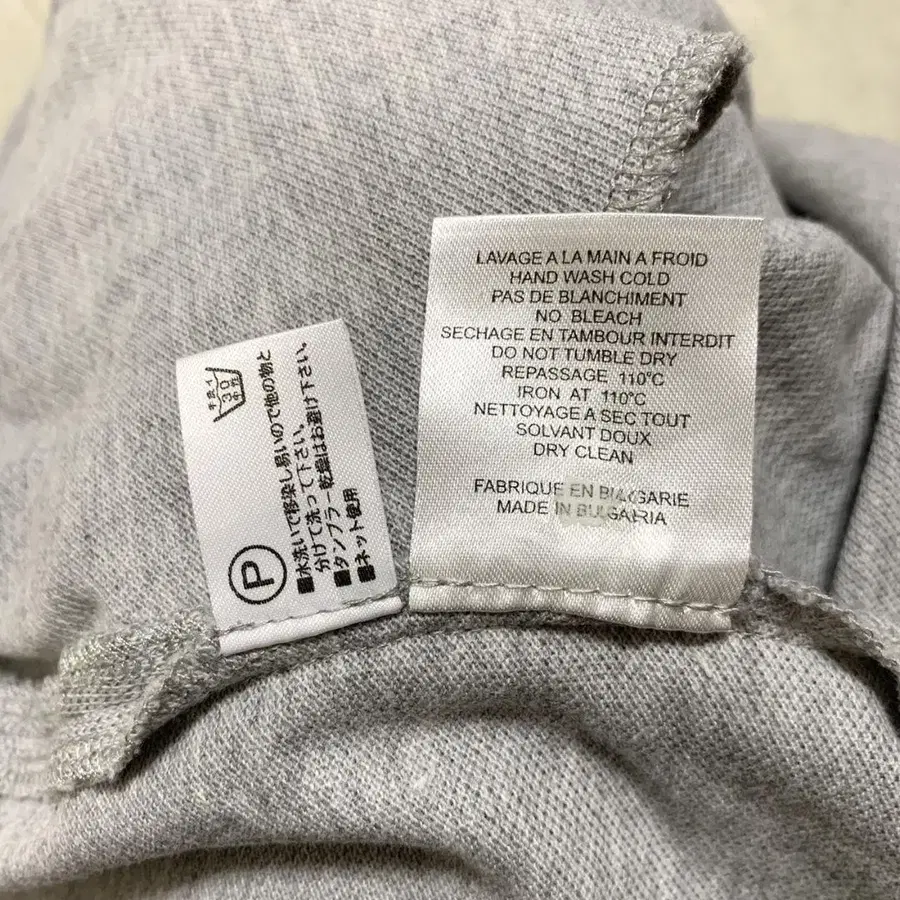 LAVAGE A LA MAIN A FROID
HAND WASH COLD
PAS DE BLANCHIMENT
NO BLEACH
SECHAGE EN TAMBOUR INTERDIT
DO NOT TUMBLE DRY
REPASSAGE 110°C
IRON AT 110°C
NETTOYAGE A SEC TOUT
SOLVANT DOUX
DRY CLEAN
FABRIQUE EN BULGARIE
MADE IN BULGARIA
手洗イ
30
中性
P
■水洗いで移染し易いので他の物と
分けて洗って下さい。
■タンブラー乾燥はお避け下さい。
■ネット使用